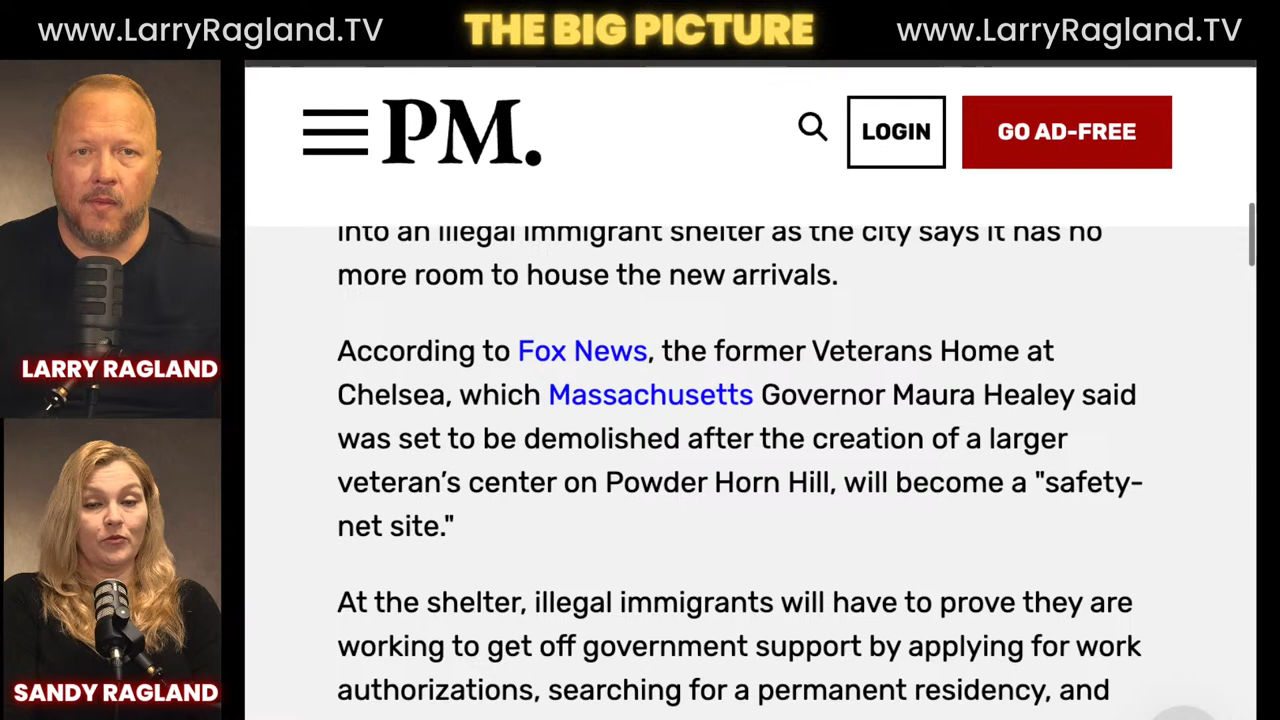 www.LarryRagland.TV
THE BIG PICTURE
www.LarryRagland.TV
PM.
LOGIN
GO AD-FREE
into an illegal immigrant shelter as the city says it has no
more room to house the new arrivals.
According to Fox News, the former Veterans Home at
Chelsea, which Massachusetts Governor Maura Healey said
was set to be demolished after the creation of a larger
veteran’s center on Powder Horn Hill, will become a "safety-
net site."
At the shelter, illegal immigrants will have to prove they are
working to get off government support by applying for work
authorizations, searching for a permanent residency, and
LARRY RAGLAND
SANDY RAGLAND